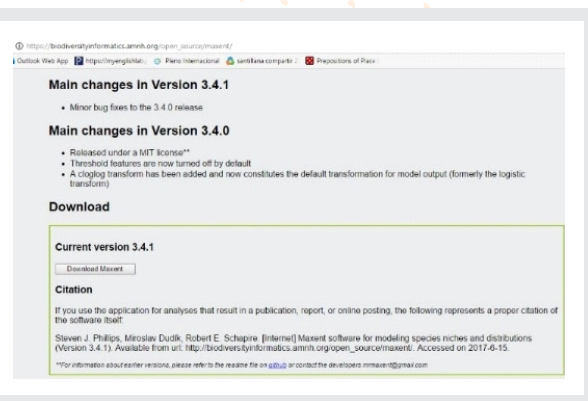 https://biodiversityinformatics.amnh.org/open_source/maxent/
Outlook Web App https://myenglishlab Pleno Internacional santillana compartir Prepositions of Place
Main changes in Version 3.4.1
• Minor bug fixes to the 3.4.0 release
Main changes in Version 3.4.0
• Released under a MIT license**
• Threshold features are now turned off by default
• A cloglog transform has been added and now constitutes the default transformation for model output (formerly the logistic
transform)
Download
Current version 3.4.1
Download Maxent
Citation
If you use the application for analyses that result in a publication, report, or online posting, the following represents a proper citation of
the software itself:
Steven J. Phillips, Miroslav Dudík, Robert E. Schapire. [Internet] Maxent software for modeling species niches and distributions
(Version 3.4.1). Available from url: http://biodiversityinformatics.amnh.org/open_source/maxent/. Accessed on 2017-6-15.
**For information about earlier versions, please refer to the readme file on github or contact the developers mrmaxent@gmail.com